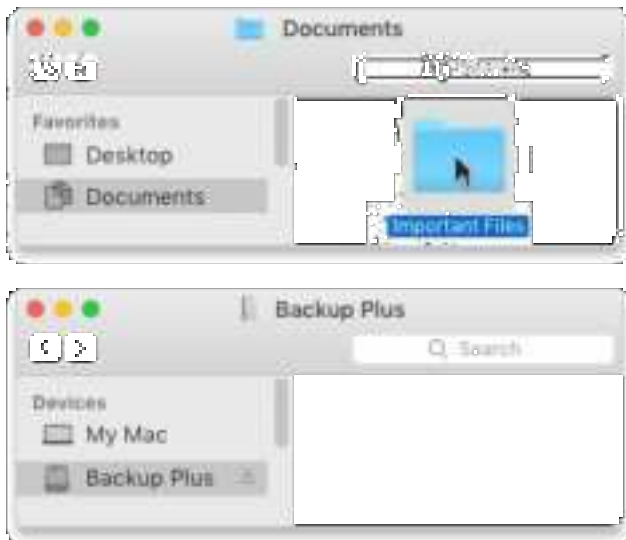 Documents
Favorites
Desktop
Documents
Important Files
Backup Plus
Search
Devices
My Mac
Backup Plus